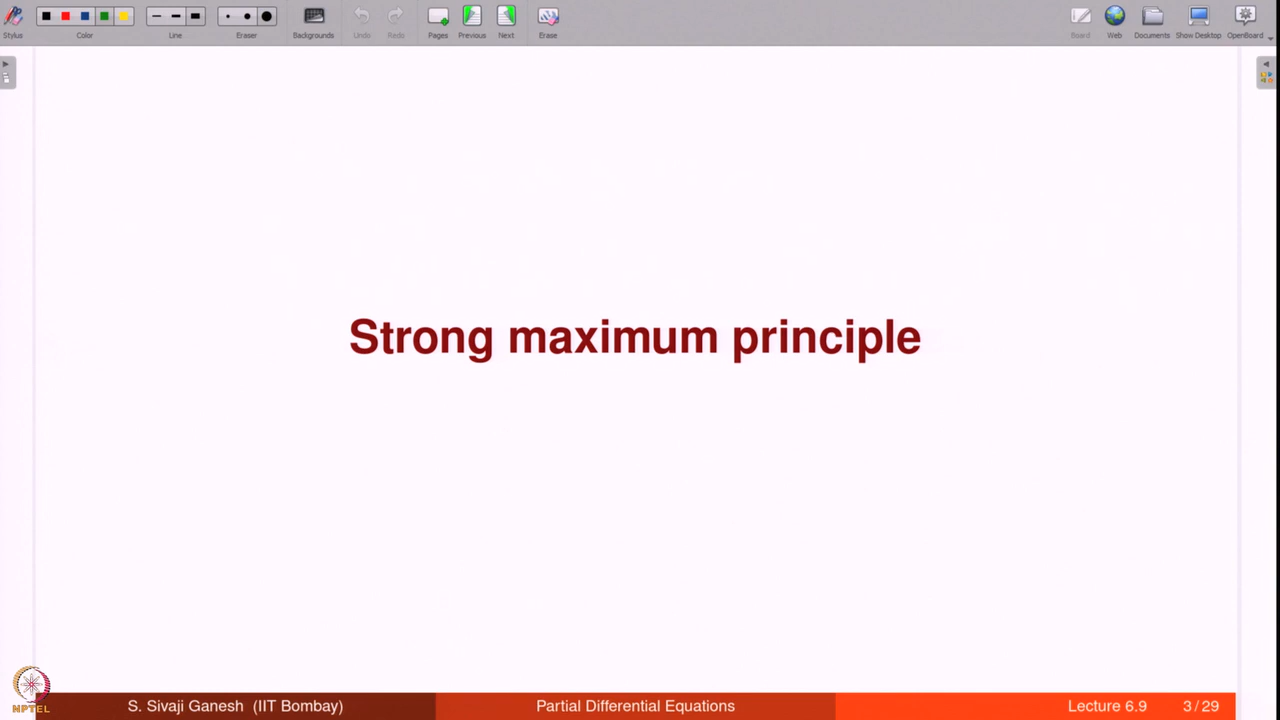 Stylus
Color
Line
Eraser
Backgrounds
Undo
Redo
Pages
Previous
Next
Erase
Board
Web
Documents
Show Desktop
OpenBoard
Strong maximum principle
NPTEL
S. Sivaji Ganesh (IIT Bombay)
Partial Differential Equations
Lecture 6.9
3 / 29